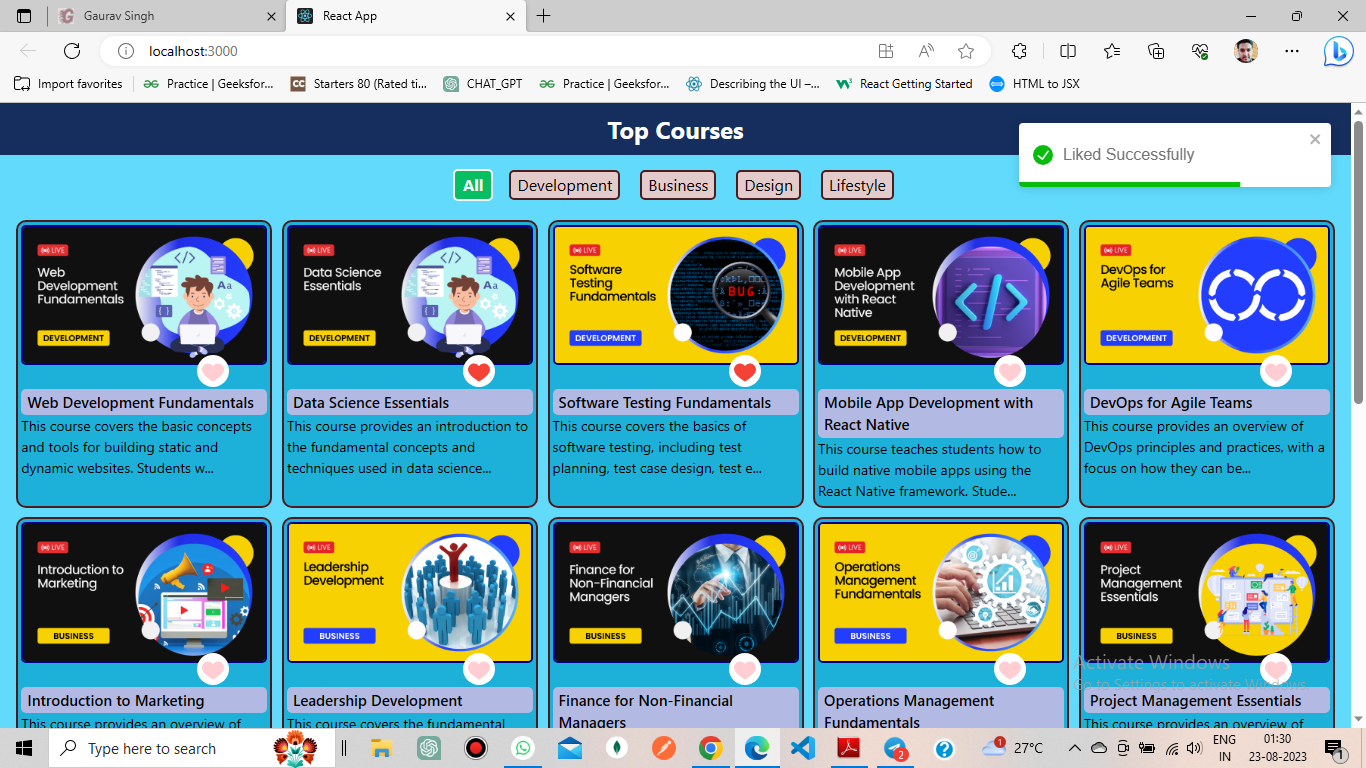 Gaurav Singh
React App
localhost:3000
Import favorites
Practice | Geeksfor...
Starters 80 (Rated ti...
CHAT_GPT
Practice | Geeksfor...
Describing the UI –...
React Getting Started
HTML to JSX
Top Courses
Liked Successfully
All
Development
Business
Design
Lifestyle
LIVE
Web
Development
Fundamentals
DEVELOPMENT
Web Development Fundamentals
This course covers the basic concepts
and tools for building static and
dynamic websites. Students w...
LIVE
Data Science
Essentials
DEVELOPMENT
Data Science Essentials
This course provides an introduction to
the fundamental concepts and
techniques used in data science...
LIVE
Software
Testing
Fundamentals
BUG
DEVELOPMENT
Software Testing Fundamentals
This course covers the basics of
software testing, including test
planning, test case design, test e...
LIVE
Mobile App
Development
with React
Native
DEVELOPMENT
Mobile App Development with
React Native
This course teaches students how to
build native mobile apps using the
React Native framework. Stude...
LIVE
DevOps for
Agile Teams
DEVELOPMENT
DevOps for Agile Teams
This course provides an overview of
DevOps principles and practices, with a
focus on how they can be...
LIVE
Introduction to
Marketing
BUSINESS
Introduction to Marketing
This course provides an overview of
LIVE
Leadership
Development
BUSINESS
Leadership Development
This course covers the fundamental
LIVE
Finance for
Non-Financial
Managers
BUSINESS
Finance for Non-Financial
Managers
LIVE
Operations
Management
Fundamentals
BUSINESS
Operations Management
Fundamentals
LIVE
Project
Management
Essentials
BUSINESS
Project Management Essentials
This course provides an overview of
Activate Windows
Go to Settings to activate Windows.
Type here to search
2
1
27°C
ENG
IN
01:30
23-08-2023
1